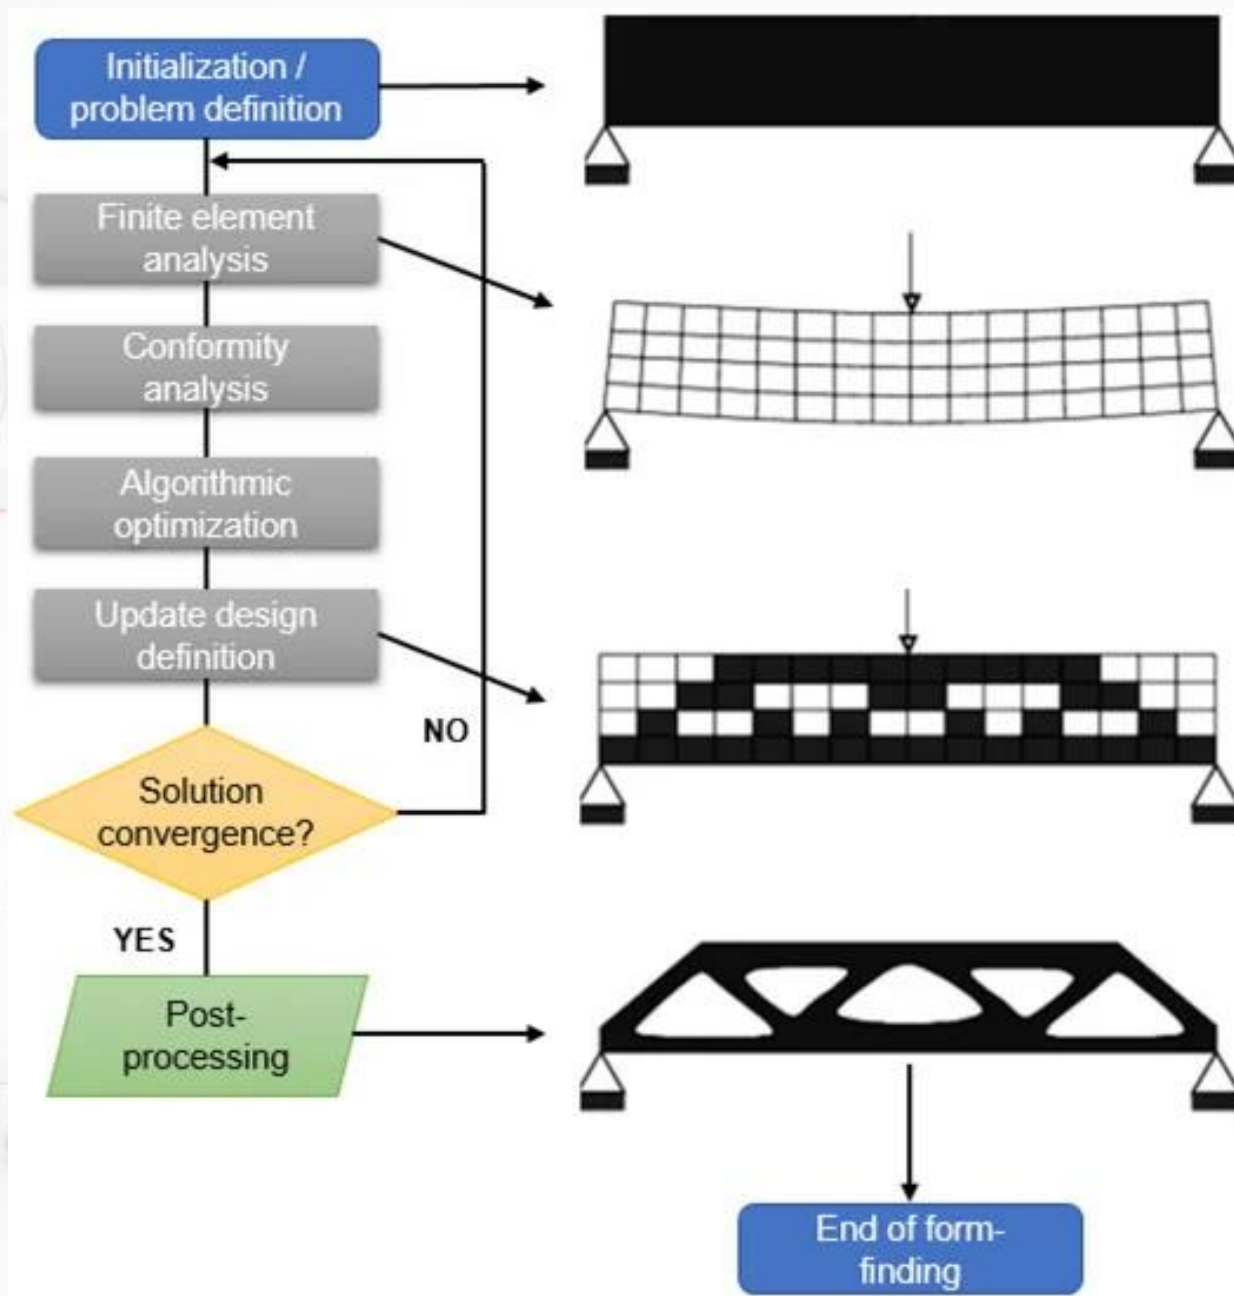 Initialization /
problem definition
Finite element
analysis
Conformity
analysis
Algorithmic
optimization
Update design
definition
NO
Solution
convergence?
YES
Post-
processing
End of form-
finding